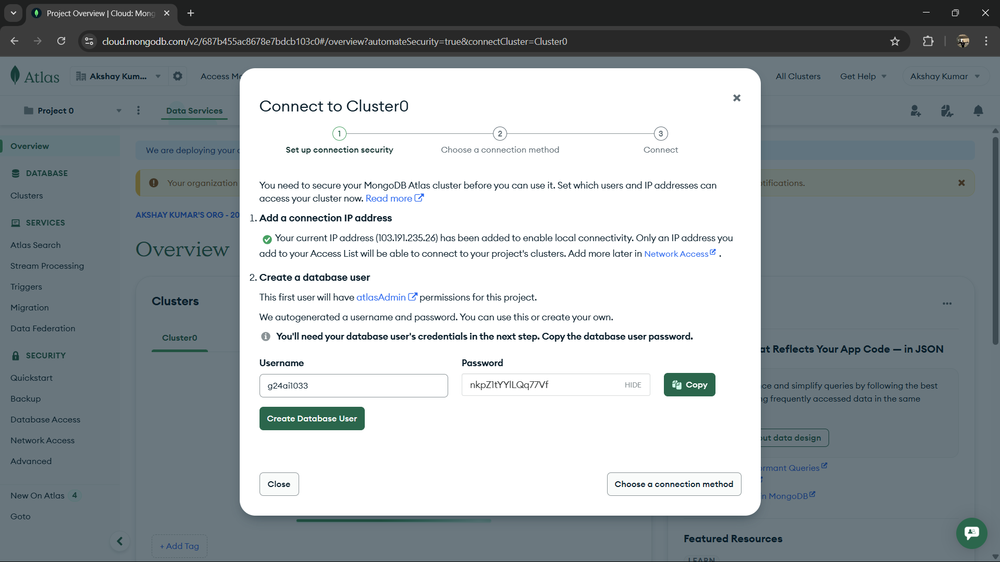 Project Overview | Cloud: Mong
cloud.mongodb.com/v2/687b455ac8678e7bdcb103c0#/overview?automateSecurity=true&connectCluster=Cluster0
Atlas
Akshay Kum...
Access
All Clusters
Get Help
Akshay Kumar
Project 0
Data Services
Overview
DATABASE
Clusters
SERVICES
Atlas Search
Stream Processing
Triggers
Migration
Data Federation
SECURITY
Quickstart
Backup
Database Access
Network Access
Advanced
New On Atlas 4
Goto
We are deploying your
Your organization
otifications.
AKSHAY KUMAR'S ORG - 20
Overview
Clusters
Cluster0
+ Add Tag
Connect to Cluster0
1
2
3
Set up connection security
Choose a connection method
Connect
You need to secure your MongoDB Atlas cluster before you can use it. Set which users and IP addresses can
access your cluster now. Read more
1. Add a connection IP address
Your current IP address (103.191.235.26) has been added to enable local connectivity. Only an IP address you
add to your Access List will be able to connect to your project's clusters. Add more later in Network Access .
2. Create a database user
This first user will have atlasAdmin permissions for this project.
We autogenerated a username and password. You can use this or create your own.
You'll need your database user's credentials in the next step. Copy the database user password.
Username
Password
g24ai1033
nkpZ1tYYlLQq77Vf
HIDE
Copy
Create Database User
Close
Choose a connection method
at Reflects Your App Code — in JSON
ce and simplify queries by following the best
ng frequently accessed data in the same
out data design
ormant Queries
in MongoDB
Featured Resources
LEARN